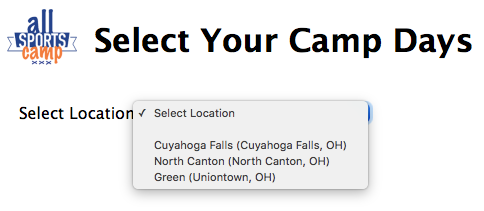 all
SPORTS
camp
xxx
Select Your Camp Days
Select Location
✓ Select Location
Cuyahoga Falls (Cuyahoga Falls, OH)
North Canton (North Canton, OH)
Green (Uniontown, OH)